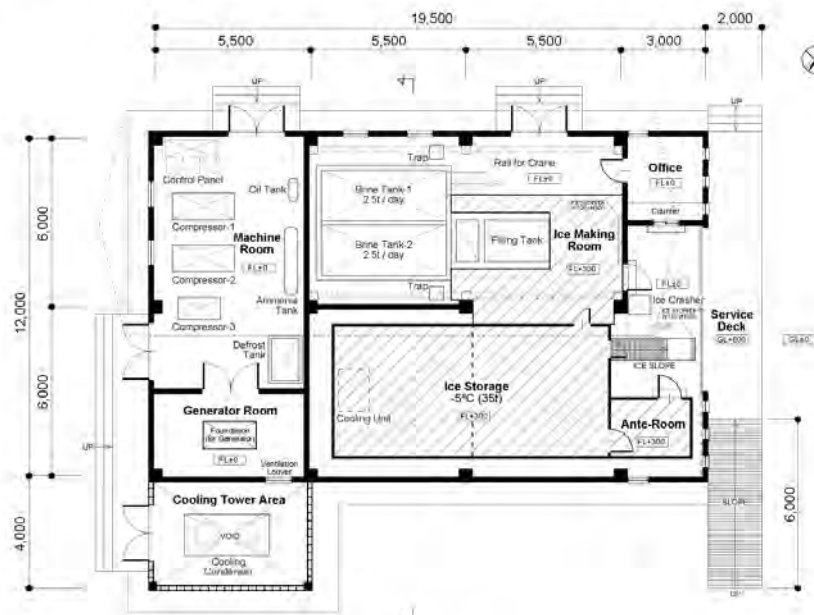 19,500
2,000
5,500
5,500
5,500
3,000
UP
UP
UP
Control Panel
Oil Tank
Compressor-1
Machine
Room
FL±0
Compressor-2
Ammonia
Tank
Compressor-3
Defrost
Tank
Trap
Brine Tank-1
2.5t / day
Brine Tank-2
2.5t / day
Trap
Rail for Crane
FL±0
Filling Tank
Ice Making
Room
FL+300
Office
FL±0
Counter
FL±0
Ice Crasher
Service
Deck
GL+600
GL±0
ICE SLOPE
Ice Storage
-5ºC (35t)
FL+300
Cooling Unit
Ante-Room
FL+300
Generator Room
Foundation
(for Generator)
FL±0
Ventilation
Louver
UP
Cooling Tower Area
VOID
Cooling
Condenser
SLOPE
UP
6,000
12,000
6,000
4,000
6,000